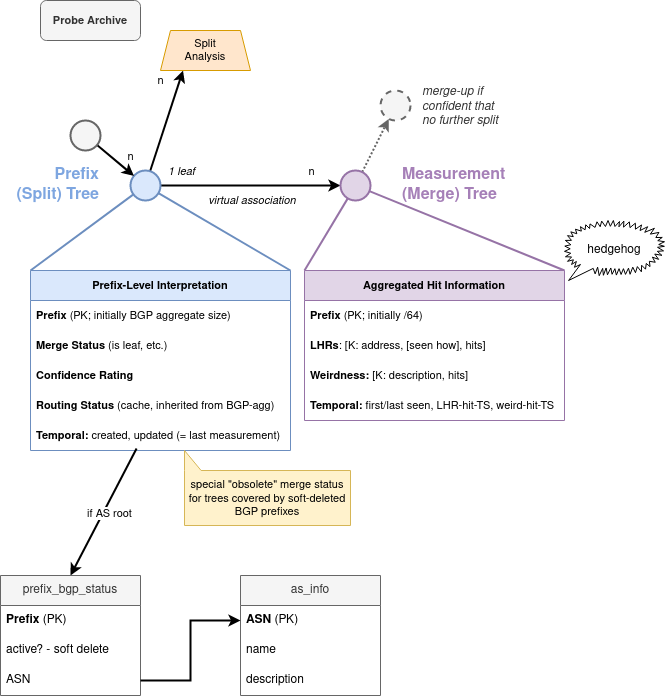 Probe Archive
Split
Analysis
n
merge-up if
confident that
no further split
n
Prefix
(Split) Tree
1 leaf
n
virtual association
Measurement
(Merge) Tree
hedgehog
Prefix-Level Interpretation
Prefix (PK; initially BGP aggregate size)
Merge Status (is leaf, etc.)
Confidence Rating
Routing Status (cache, inherited from BGP-agg)
Temporal: created, updated (= last measurement)
Aggregated Hit Information
Prefix (PK; initially /64)
LHRs: [K: address, [seen how], hits]
Weirdness: [K: description, hits]
Temporal: first/last seen, LHR-hit-TS, weird-hit-TS
special "obsolete" merge status
for trees covered by soft-deleted
BGP prefixes
if AS root
prefix_bgp_status
Prefix (PK)
active? - soft delete
ASN
as_info
ASN (PK)
name
description